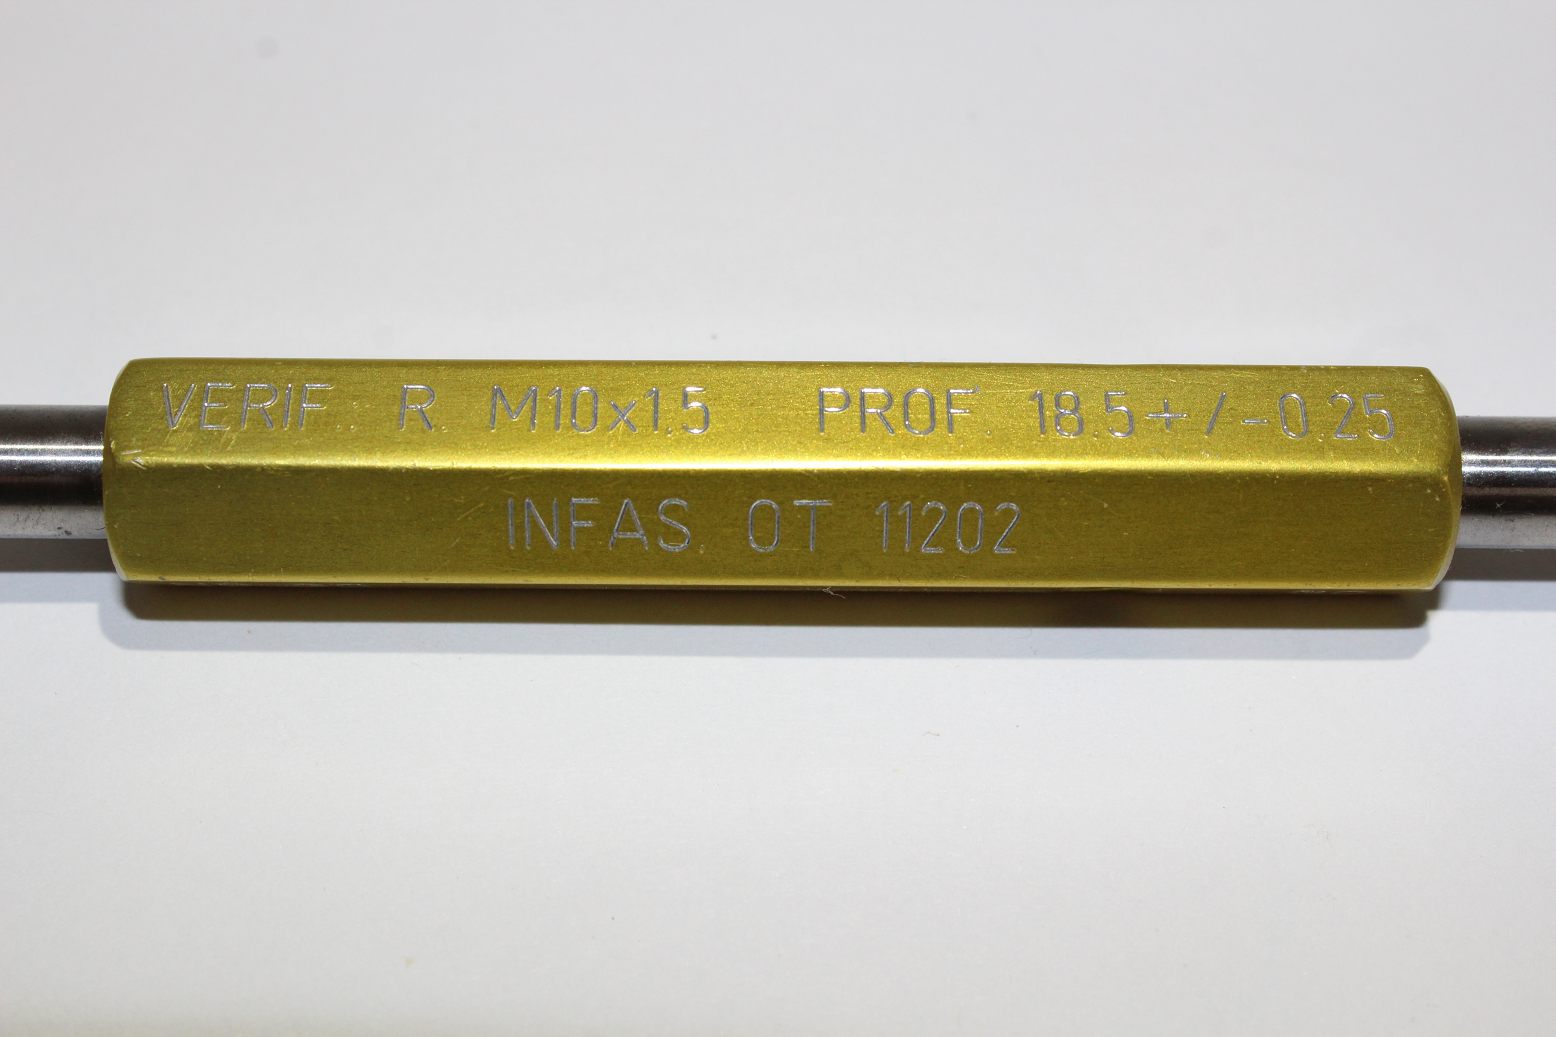 VERIF. R. M10x1.5 PROF. 18.5+/-0.25
INFAS. OT 11202